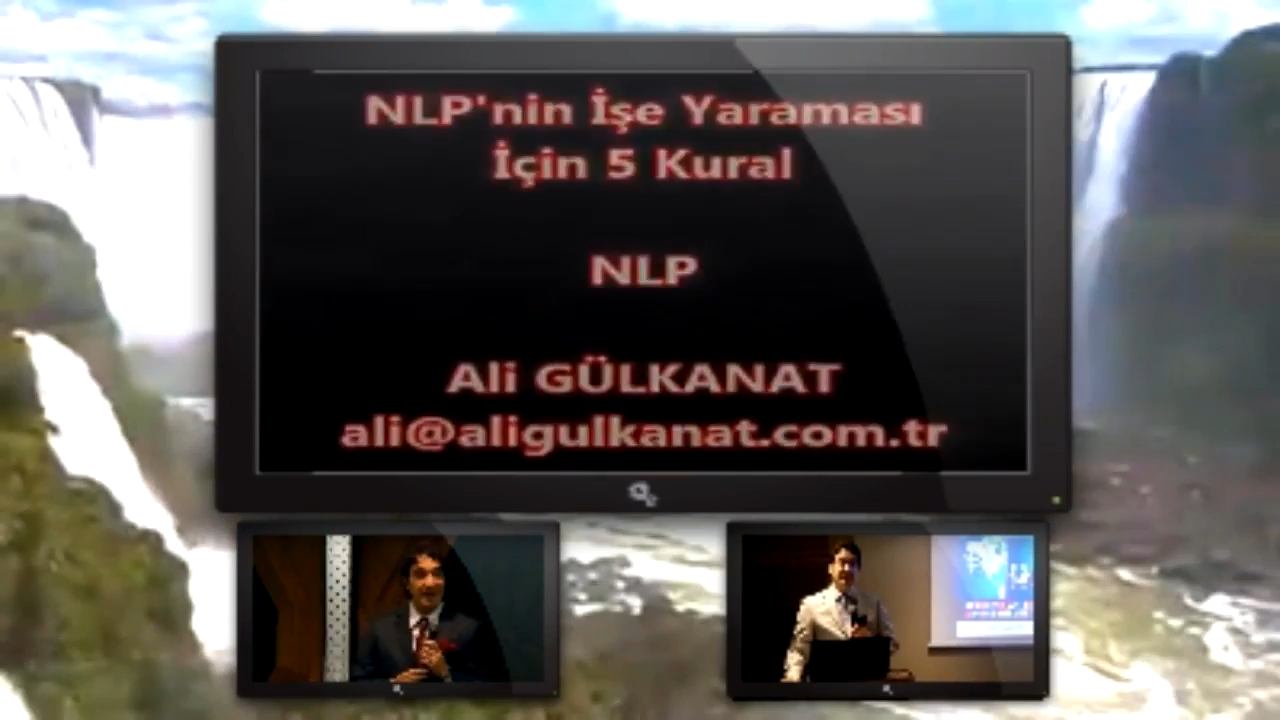 NLP'nin İşe Yaraması
İçin 5 Kural
NLP
Ali GÜLKANAT
ali@aligulkanat.com.tr